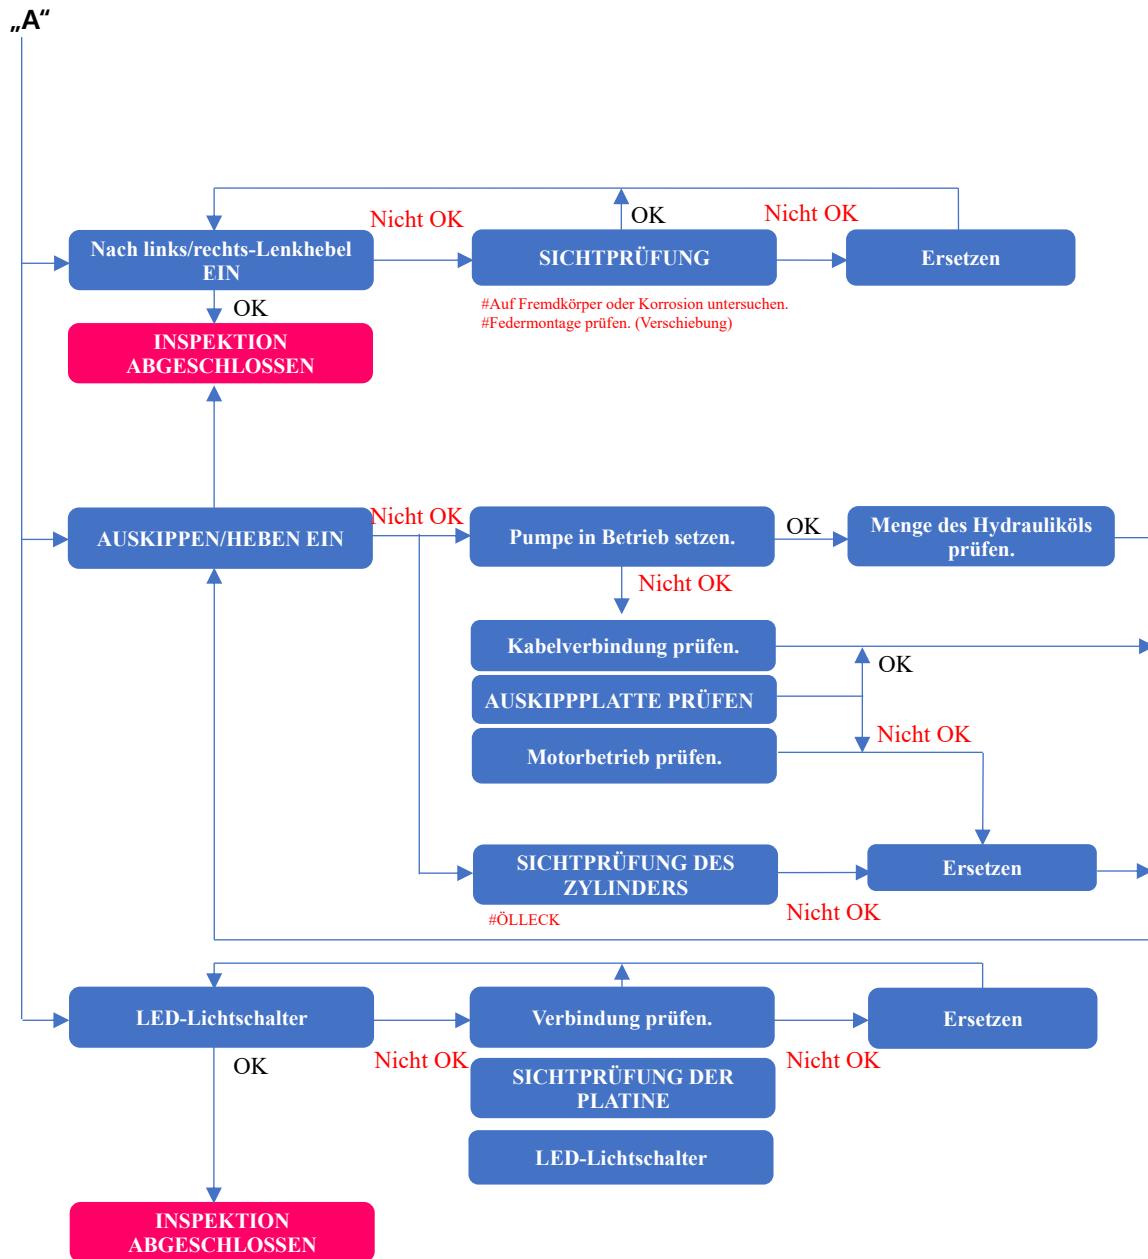 „A“
Nicht OK
OK
Nicht OK
Nach links/rechts-Lenkhebel
EIN
SICHTPRÜFUNG
Ersetzen
#Auf Fremdkörper oder Korrosion untersuchen.
#Federmontage prüfen. (Verschiebung)
OK
INSPEKTION
ABGESCHLOSSEN
AUSKIPPEN/HEBEN EIN
Nicht OK
Pumpe in Betrieb setzen.
OK
Menge des Hydrauliköls
prüfen.
Nicht OK
Kabelverbindung prüfen.
OK
AUSKIPPPLATTE PRÜFEN
Nicht OK
Motorbetrieb prüfen.
SICHTPRÜFUNG DES
ZYLINDERS
Ersetzen
#ÖLLECK
Nicht OK
LED-Lichtschalter
Verbindung prüfen.
Ersetzen
OK
Nicht OK
Nicht OK
SICHTPRÜFUNG DER
PLATINE
LED-Lichtschalter
INSPEKTION
ABGESCHLOSSEN